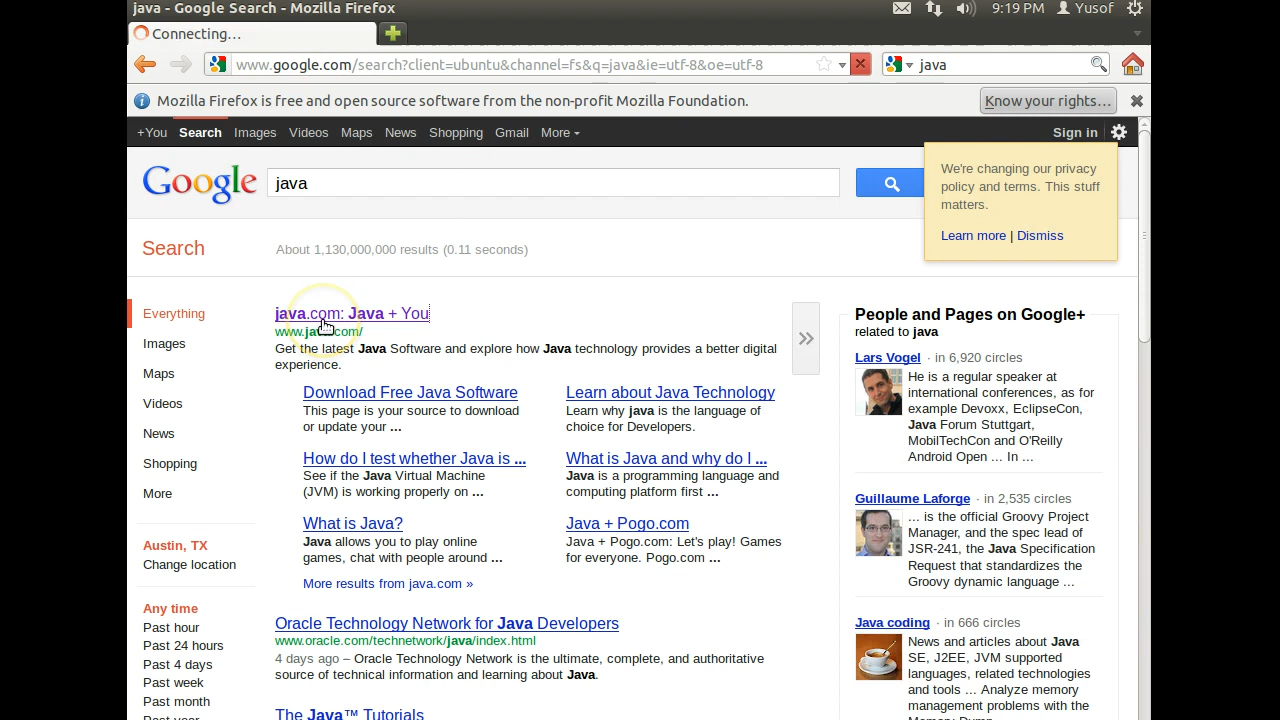 java - Google Search - Mozilla Firefox
9:19 PM Yusof
Connecting...
www.google.com/search?client=ubuntu&channel=fs&q=java&ie=utf-8&oe=utf-8
java
Mozilla Firefox is free and open source software from the non-profit Mozilla Foundation.
Know your rights...
+You Search Images Videos Maps News Shopping Gmail More
Sign in
Google
java
We're changing our privacy
policy and terms. This stuff
matters.
Learn more | Dismiss
Search
About 1,130,000,000 results (0.11 seconds)
Everything
Images
Maps
Videos
News
Shopping
More
Austin, TX
Change location
Any time
Past hour
Past 24 hours
Past 4 days
Past week
Past month
Past year
java.com: Java + You
www.java.com/
Get the latest Java Software and explore how Java technology provides a better digital
experience.
Download Free Java Software
This page is your source to download
or update your ...
Learn about Java Technology
Learn why java is the language of
choice for Developers.
How do I test whether Java is ...
See if the Java Virtual Machine
(JVM) is working properly on ...
What is Java and why do I ...
Java is a programming language and
computing platform first ...
What is Java?
Java allows you to play online
games, chat with people around ...
Java + Pogo.com
Java + Pogo.com: Let's play! Games
for everyone. Pogo.com ...
More results from java.com »
Oracle Technology Network for Java Developers
www.oracle.com/technetwork/java/index.html
4 days ago – Oracle Technology Network is the ultimate, complete, and authoritative
source of technical information and learning about Java.
The Java™ Tutorials
People and Pages on Google+
related to java
Lars Vogel · in 6,920 circles
He is a regular speaker at
international conferences, as for
example Devoxx, EclipseCon,
Java Forum Stuttgart,
MobilTechCon and O'Reilly
Android Open ... In ...
Guillaume Laforge · in 2,535 circles
... is the official Groovy Project
Manager, and the spec lead of
JSR-241, the Java Specification
Request that standardizes the
Groovy dynamic language ...
Java coding · in 666 circles
News and articles about Java
SE, J2EE, JVM supported
languages, related technologies
and tools ... Analyze memory
management problems with the
Memory Dump